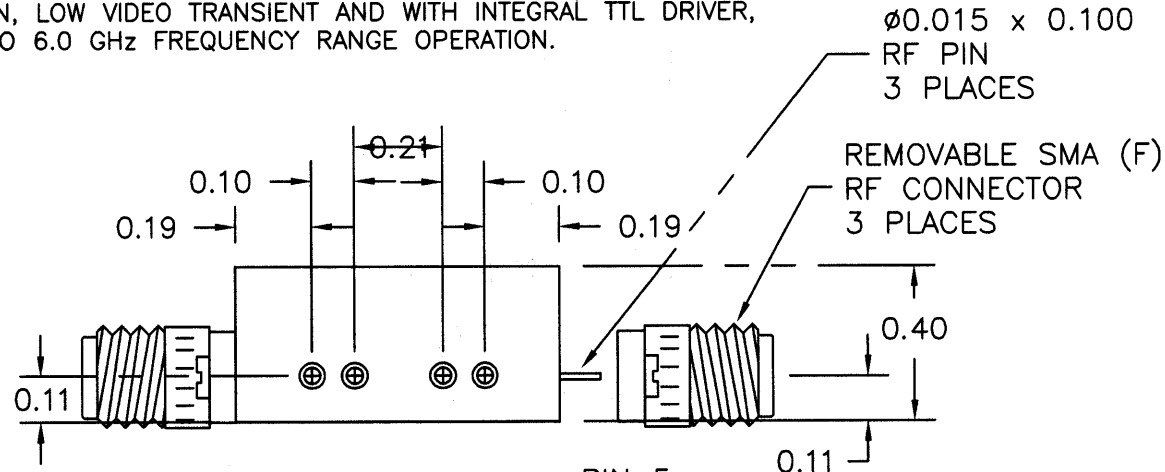 N, LOW VIDEO TRANSIENT AND WITH INTEGRAL TTL DRIVER,
O 6.0 GHz FREQUENCY RANGE OPERATION.
ø0.015 x 0.100
RF PIN
3 PLACES
REMOVABLE SMA (F)
RF CONNECTOR
3 PLACES
0.21
0.10
0.10
0.19
0.19
0.40
0.11
0.11